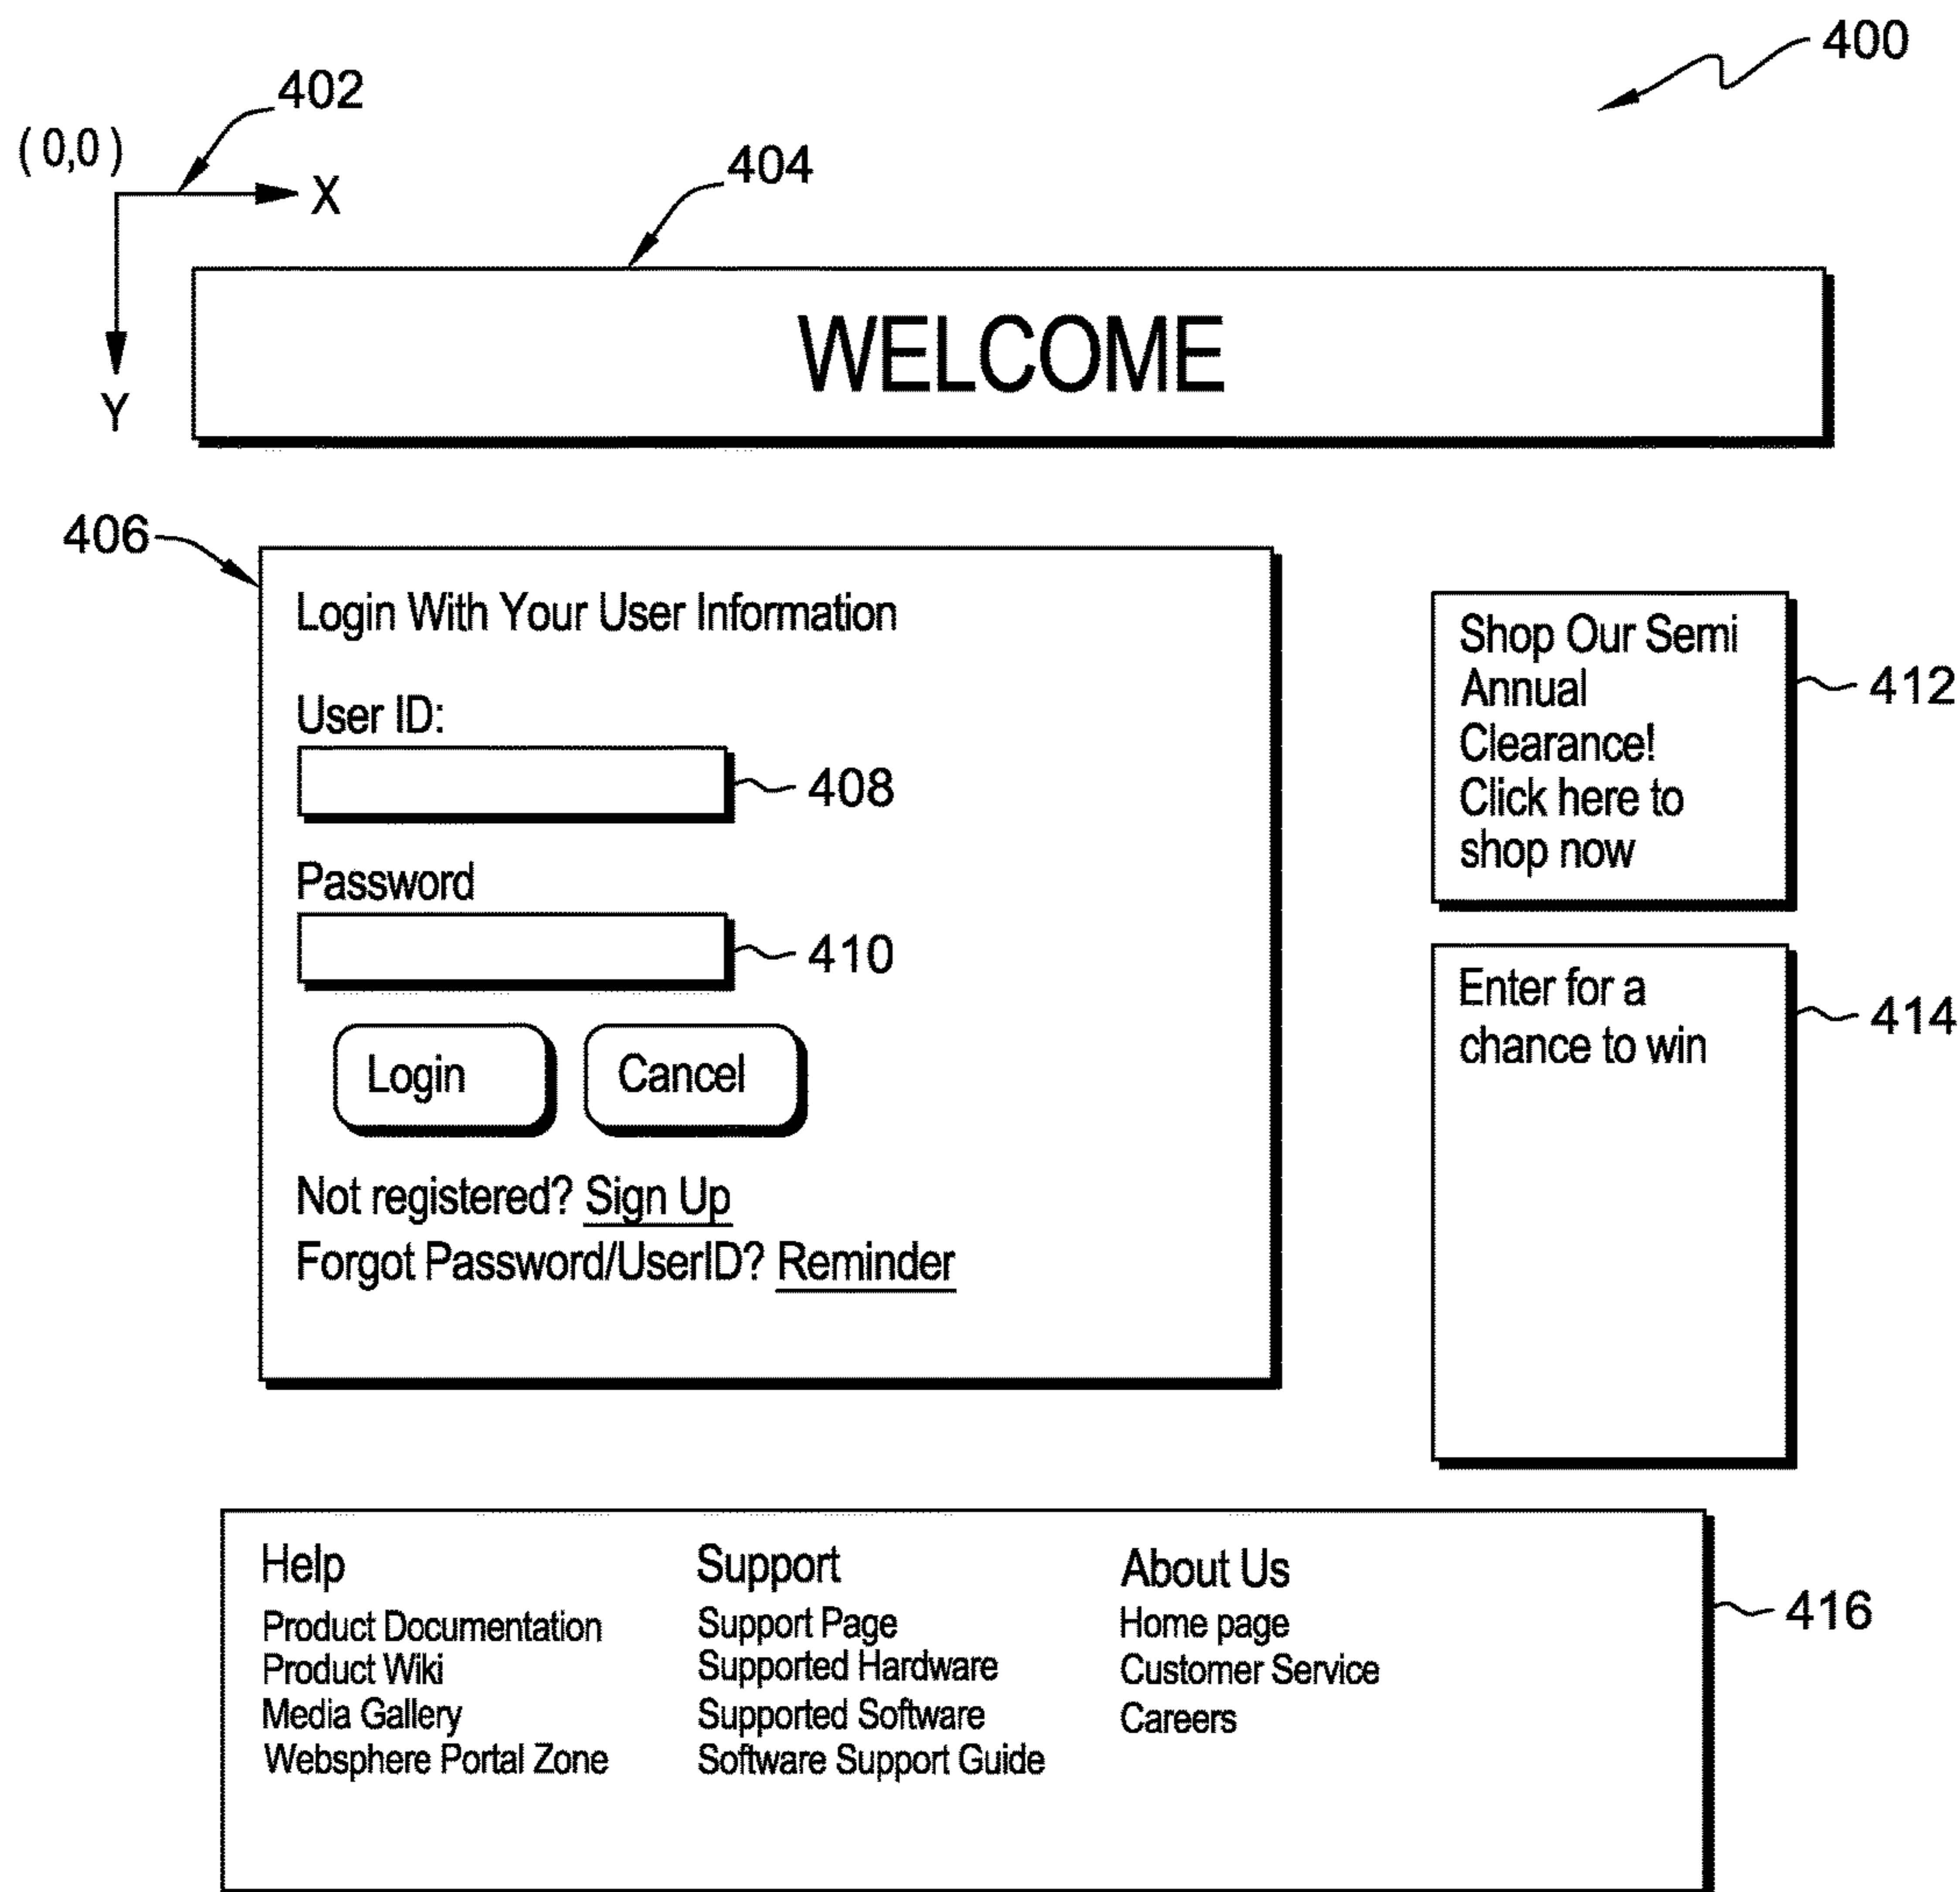 400
402
(0,0)
X
Y
404
WELCOME
406
Login With Your User Information
User ID:
408
Password
410
Login
Cancel
Not registered? Sign Up
Forgot Password/UserID? Reminder
Shop Our Semi
Annual
Clearance!
Click here to
shop now
412
Enter for a
chance to win
414
Help
Product Documentation
Product Wiki
Media Gallery
Websphere Portal Zone
Support
Support Page
Supported Hardware
Supported Software
Software Support Guide
About Us
Home page
Customer Service
Careers
416